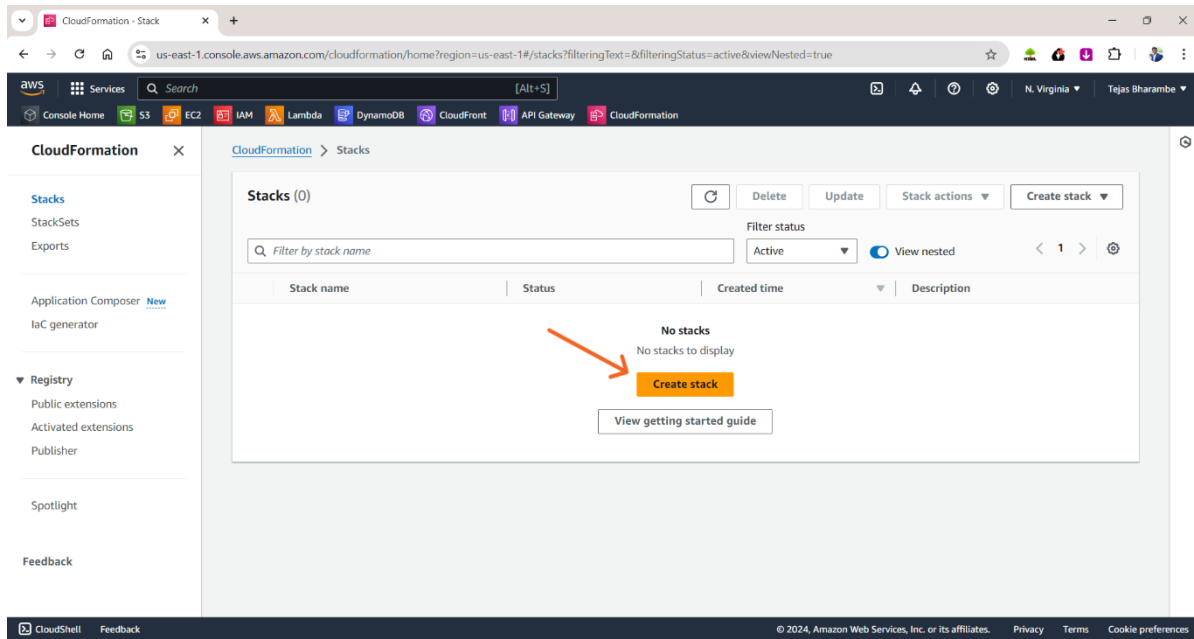 CloudFormation - Stack
us-east-1.console.aws.amazon.com/cloudformation/home?region=us-east-1#/stacks?filteringText=&filteringStatus=active&viewNested=true
aws Services Search [Alt+S] N. Virginia Tejas Bharambe
Console Home S3 EC2 IAM Lambda DynamoDB CloudFront API Gateway CloudFormation
CloudFormation
Stacks
StackSets
Exports
Application Composer New
IaC generator
Registry
Public extensions
Activated extensions
Publisher
Spotlight
Feedback
CloudFormation > Stacks
Stacks (0) Delete Update Stack actions Create stack
Filter status
Filter by stack name Active View nested 1
Stack name Status Created time Description
No stacks
No stacks to display
Create stack
View getting started guide
CloudShell Feedback © 2024, Amazon Web Services, Inc. or its affiliates. Privacy Terms Cookie preferences